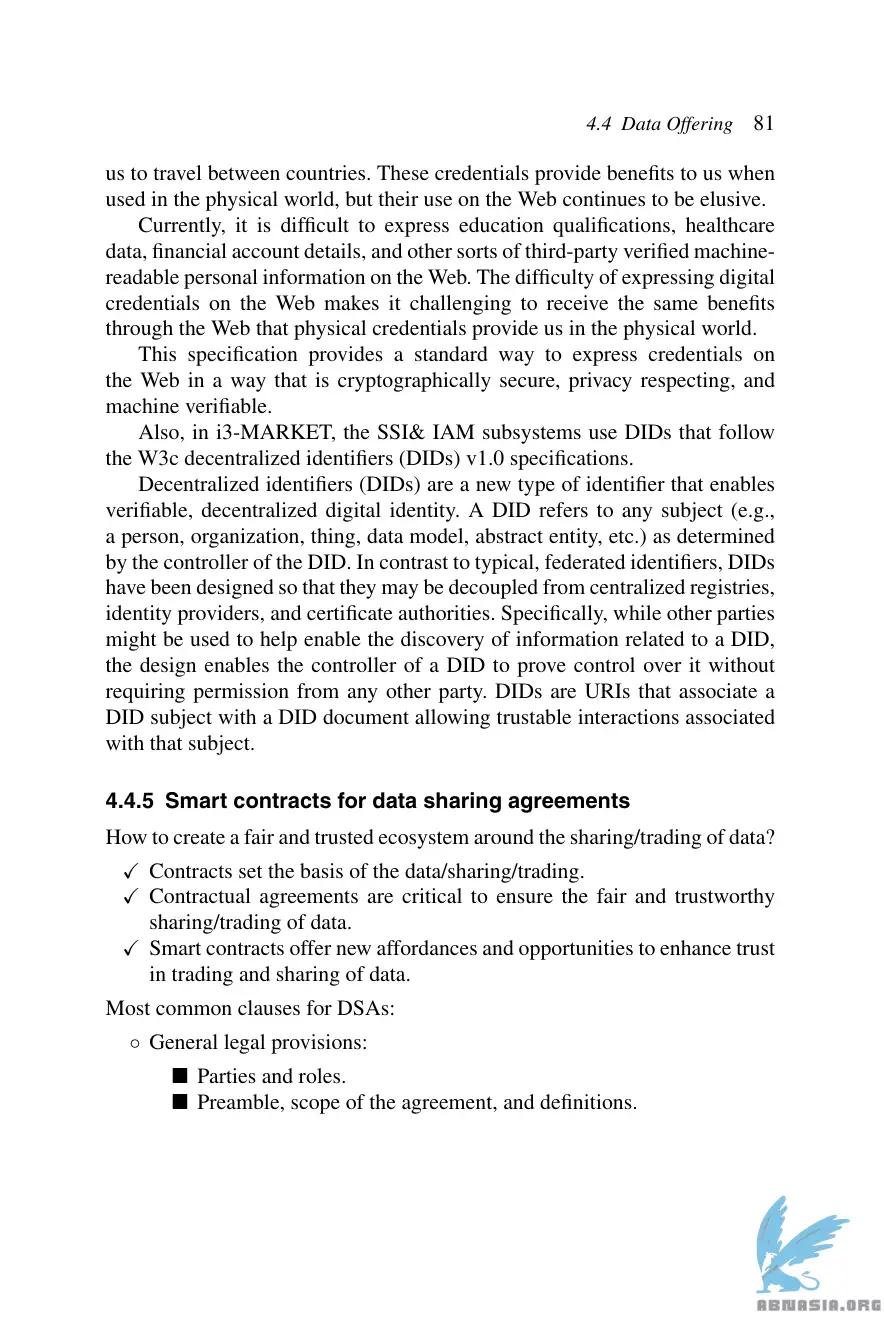 4.4 Data Offering 81
us to travel between countries. These credentials provide benefits to us when
used in the physical world, but their use on the Web continues to be elusive.
Currently, it is difficult to express education qualifications, healthcare
data, financial account details, and other sorts of third-party verified machine-
readable personal information on the Web. The difficulty of expressing digital
credentials on the Web makes it challenging to receive the same benefits
through the Web that physical credentials provide us in the physical world.
This specification provides a standard way to express credentials on
the Web in a way that is cryptographically secure, privacy respecting, and
machine verifiable.
Also, in i3-MARKET, the SSI& IAM subsystems use DIDs that follow
the W3c decentralized identifiers (DIDs) v1.0 specifications.
Decentralized identifiers (DIDs) are a new type of identifier that enables
verifiable, decentralized digital identity. A DID refers to any subject (e.g.,
a person, organization, thing, data model, abstract entity, etc.) as determined
by the controller of the DID. In contrast to typical, federated identifiers, DIDs
have been designed so that they may be decoupled from centralized registries,
identity providers, and certificate authorities. Specifically, while other parties
might be used to help enable the discovery of information related to a DID,
the design enables the controller of a DID to prove control over it without
requiring permission from any other party. DIDs are URIs that associate a
DID subject with a DID document allowing trustable interactions associated
with that subject.
4.4.5 Smart contracts for data sharing agreements
How to create a fair and trusted ecosystem around the sharing/trading of data?
✓ Contracts set the basis of the data/sharing/trading.
✓ Contractual agreements are critical to ensure the fair and trustworthy
sharing/trading of data.
✓ Smart contracts offer new affordances and opportunities to enhance trust
in trading and sharing of data.
Most common clauses for DSAs:
○ General legal provisions:
■ Parties and roles.
■ Preamble, scope of the agreement, and definitions.
ABNASIA.ORG